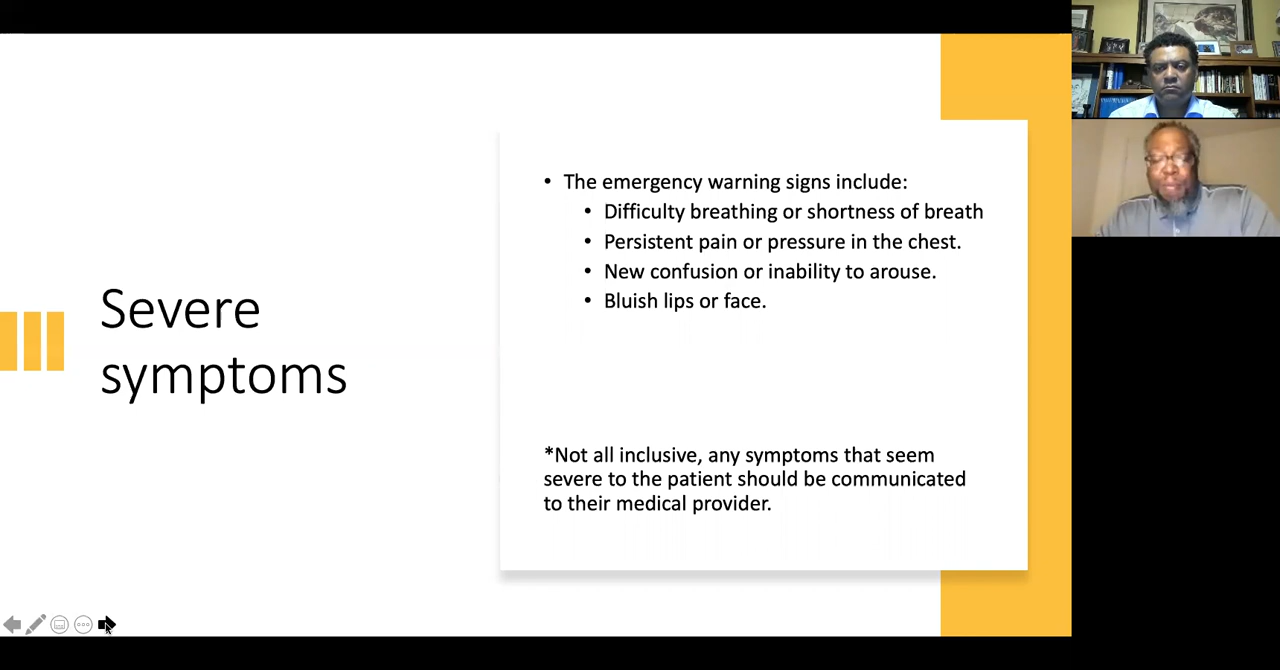 Severe
symptoms
• The emergency warning signs include:
• Difficulty breathing or shortness of breath
• Persistent pain or pressure in the chest.
• New confusion or inability to arouse.
• Bluish lips or face.
*Not all inclusive, any symptoms that seem
severe to the patient should be communicated
to their medical provider.